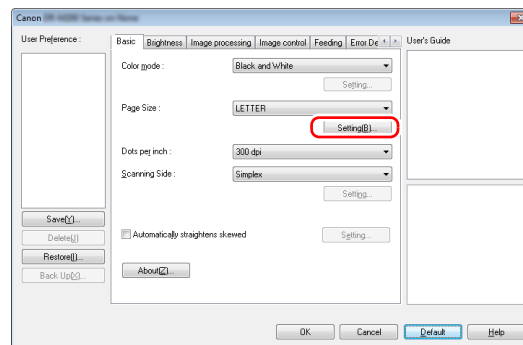 Canon
User Preference :
Basic Brightness Image processing Image control Feeding Error De
User's Guide
Color mode : Black and White
Setting...
Page Size : LETTER
Setting(B)...
Dots per inch : 300 dpi
Scanning Side : Simplex
Setting...
Save(Y)...
Delete(J)
Restore(I)...
Back Up(X)...
Automatically straightens skewed Setting...
About(Z)...
OK Cancel Default Help